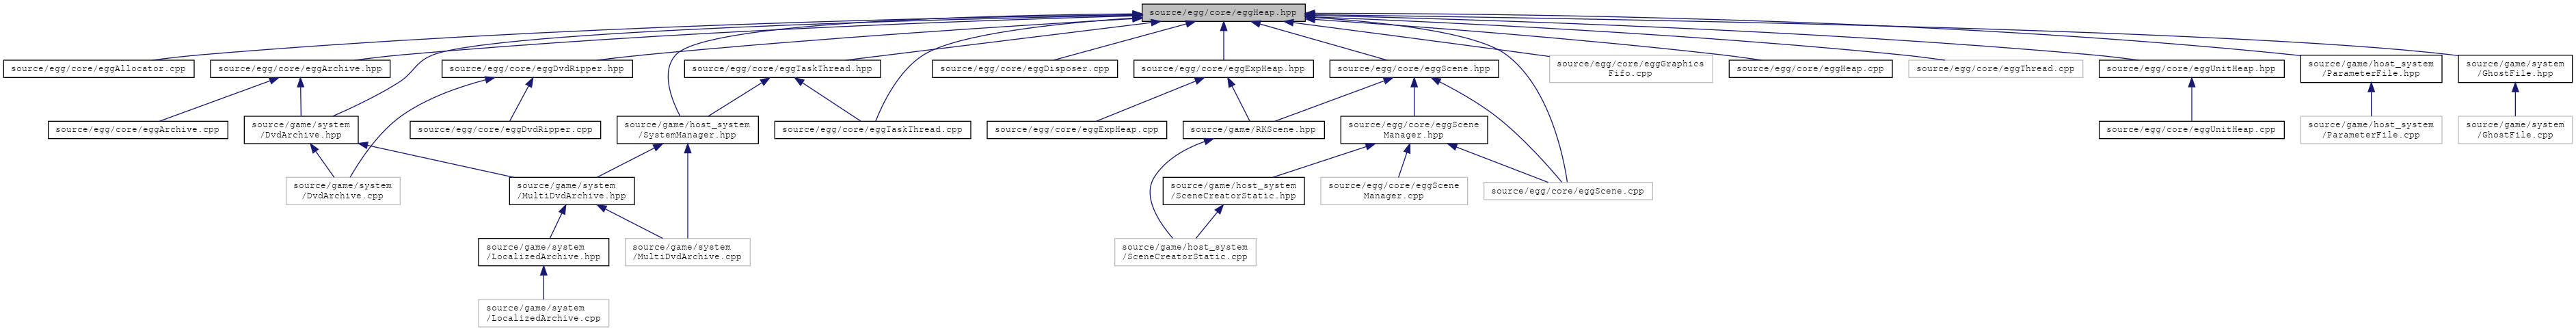 source/egg/core/eggHeap.hpp
source/egg/core/eggAllocator.cpp
source/egg/core/eggArchive.hpp
source/egg/core/eggDvdRipper.hpp
source/egg/core/eggTaskThread.hpp
source/egg/core/eggDisposer.cpp
source/egg/core/eggExpHeap.hpp
source/egg/core/eggScene.hpp
source/egg/core/eggGraphics
Fifo.cpp
source/egg/core/eggHeap.cpp
source/egg/core/eggThread.cpp
source/egg/core/eggUnitHeap.hpp
source/game/host_system
/ParameterFile.hpp
source/game/system
/GhostFile.hpp
source/egg/core/eggArchive.cpp
source/game/system
/DvdArchive.hpp
source/egg/core/eggDvdRipper.cpp
source/game/host_system
/SystemManager.hpp
source/egg/core/eggTaskThread.cpp
source/egg/core/eggExpHeap.cpp
source/game/RKScene.hpp
source/egg/core/eggScene
Manager.hpp
source/egg/core/eggUnitHeap.cpp
source/game/host_system
/ParameterFile.cpp
source/game/system
/GhostFile.cpp
source/game/system
/DvdArchive.cpp
source/game/system
/MultiDvdArchive.hpp
source/game/host_system
/SceneCreatorStatic.hpp
source/egg/core/eggScene
Manager.cpp
source/egg/core/eggScene.cpp
source/game/system
/LocalizedArchive.hpp
source/game/system
/MultiDvdArchive.cpp
source/game/host_system
/SceneCreatorStatic.cpp
source/game/system
/LocalizedArchive.cpp